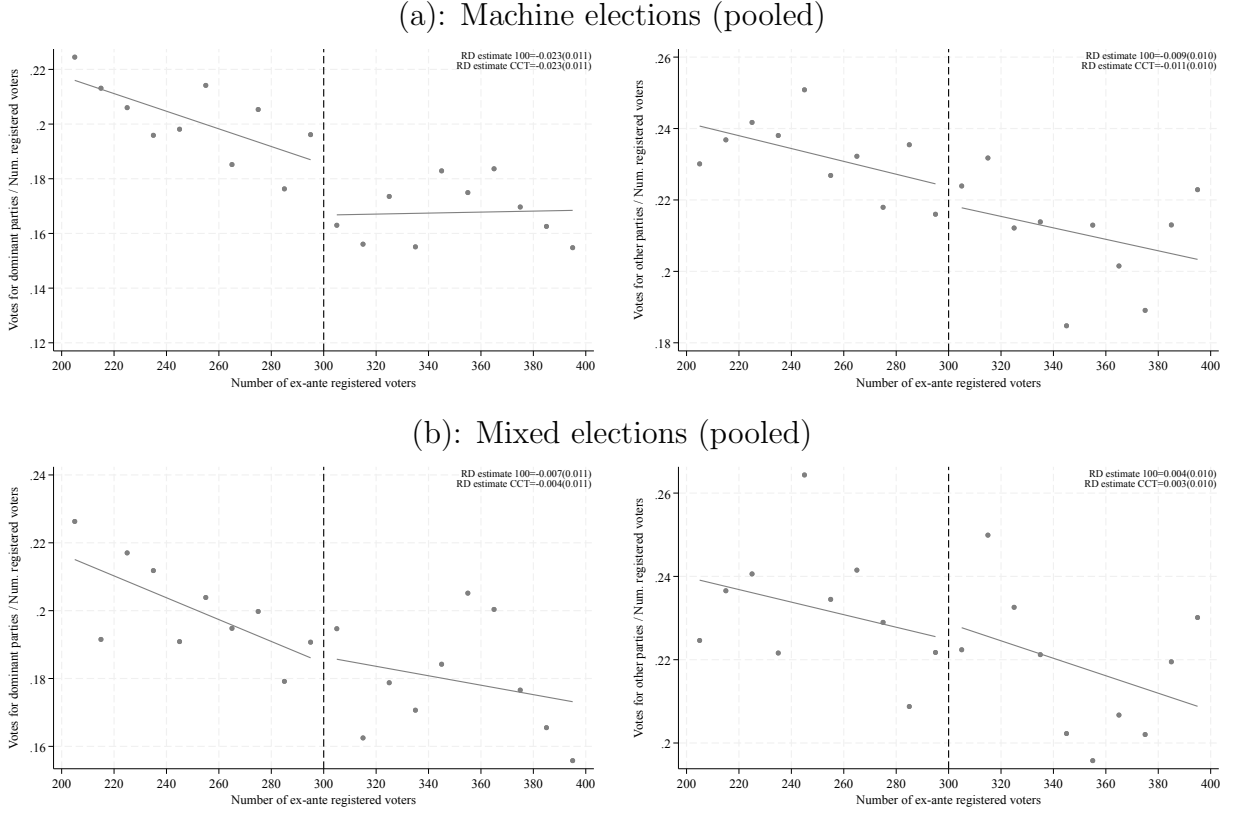 (a): Machine elections (pooled)
RD estimate 100=-0.023(0.011)
RD estimate CCT=-0.023(0.011)
Votes for dominant parties / Num. registered voters
.22
.2
.18
.16
.14
.12
200 220 240 260 280 300 320 340 360 380 400
Number of ex-ante registered voters
RD estimate 100=-0.009(0.010)
RD estimate CCT=-0.011(0.010)
Votes for other parties / Num. registered voters
.26
.24
.22
.2
.18
200 220 240 260 280 300 320 340 360 380 400
Number of ex-ante registered voters
(b): Mixed elections (pooled)
RD estimate 100=-0.007(0.011)
RD estimate CCT=-0.004(0.011)
Votes for dominant parties / Num. registered voters
.24
.22
.2
.18
.16
200 220 240 260 280 300 320 340 360 380 400
Number of ex-ante registered voters
RD estimate 100=0.004(0.010)
RD estimate CCT=0.003(0.010)
Votes for other parties / Num. registered voters
.26
.24
.22
.2
200 220 240 260 280 300 320 340 360 380 400
Number of ex-ante registered voters